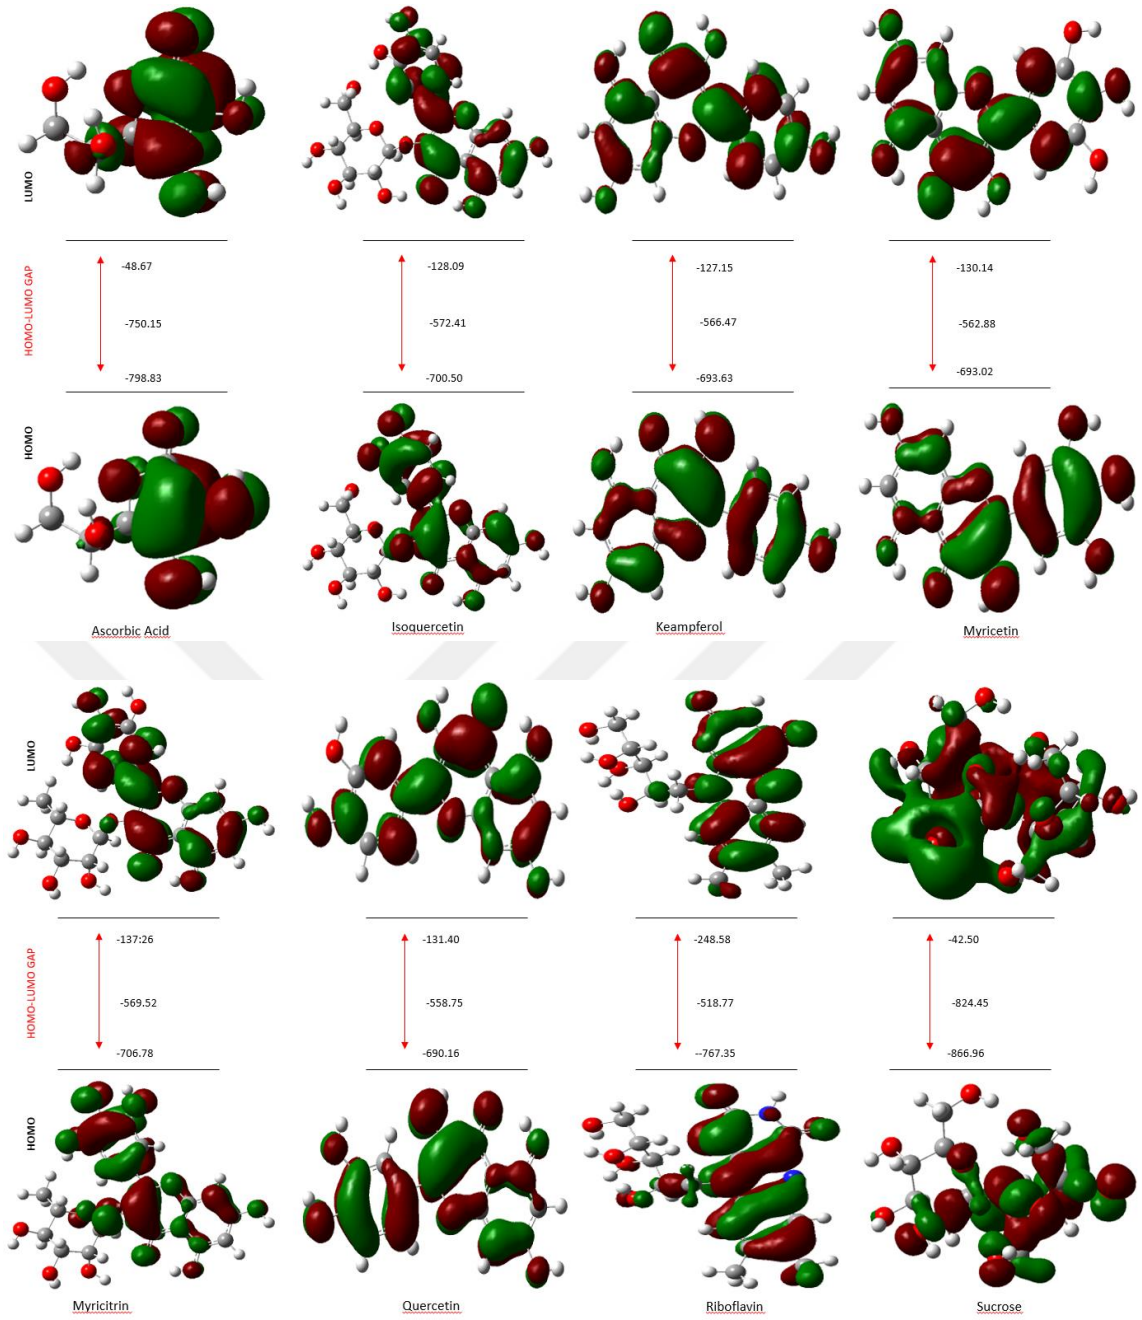 LUMO
HOMO-LUMO GAP
HOMO
-48.67
-750.15
-798.83
Ascorbic Acid
-128.09
-572.41
-700.50
Isoquercetin
-127.15
-566.47
-693.63
Keampferol
-130.14
-562.88
-693.02
Myricetin
LUMO
HOMO-LUMO GAP
HOMO
-137:26
-569.52
-706.78
Myricitrin
-131.40
-558.75
-690.16
Quercetin
-248.58
-518.77
--767.35
Riboflavin
-42.50
-824.45
-866.96
Sucrose